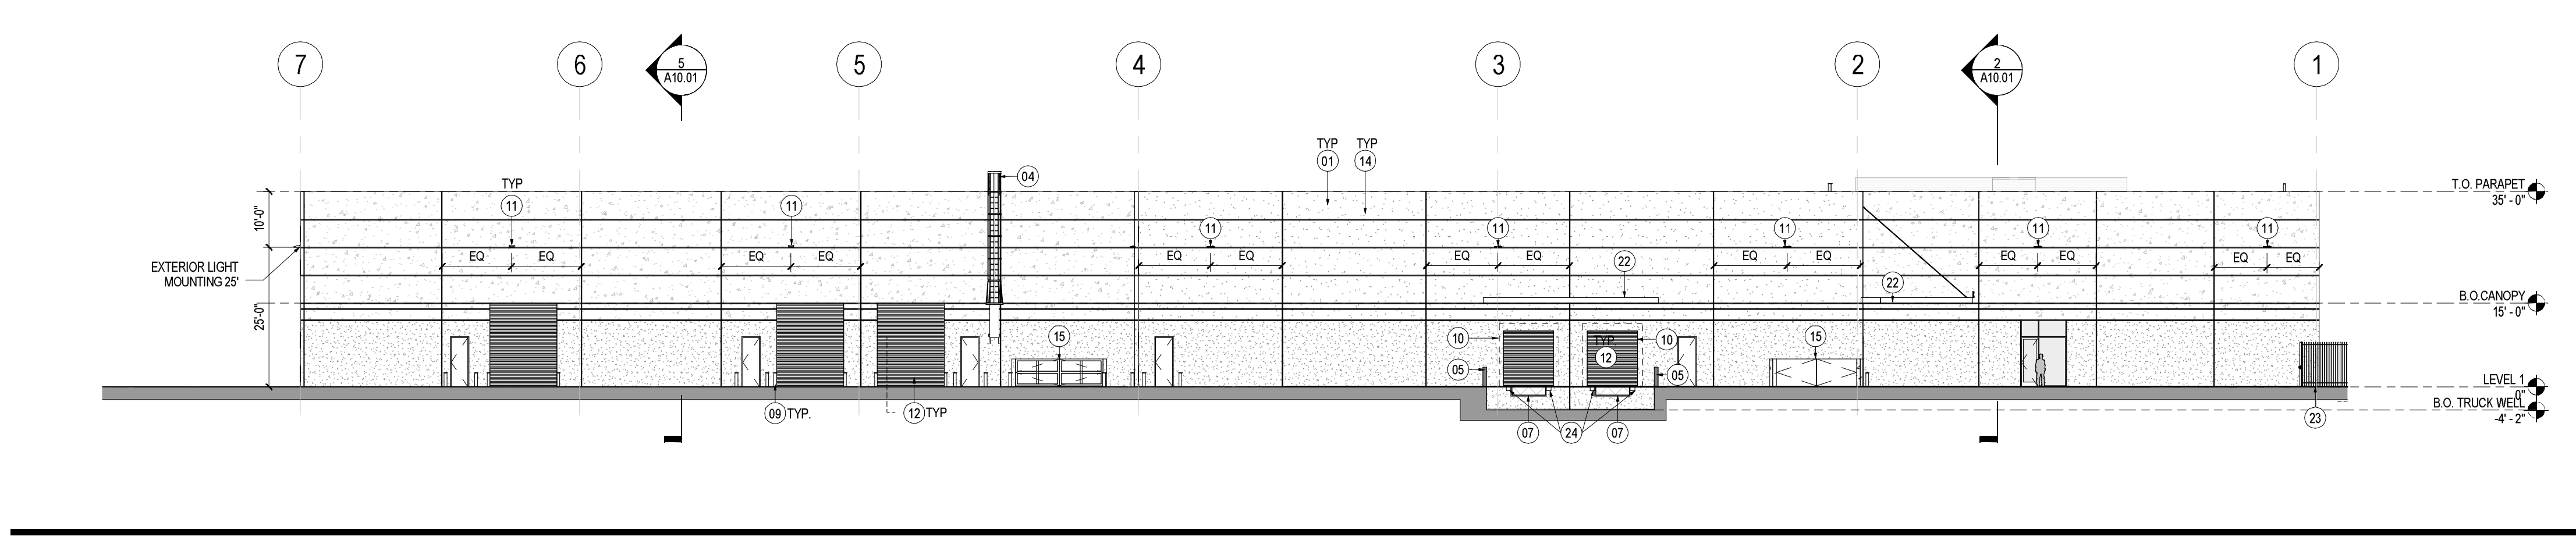 7
6
5
A10.01
5
4
3
2
2
A10.01
1
TYP
01
TYP
14
04
TYP
11
11
11
11
11
11
11
10'-0"
EQ
EQ
EQ
EQ
EQ
EQ
EQ
EQ
EQ
EQ
EQ
EQ
EQ
EQ
EXTERIOR LIGHT
MOUNTING 25'
25'-0"
22
22
T.O. PARAPET
35' - 0"
B.O.CANOPY
15' - 0"
15
10
TYP.
12
10
15
05
05
09 TYP.
12 TYP
07
24
07
23
LEVEL 1
0"
B.O. TRUCK WELL
-4' - 2"